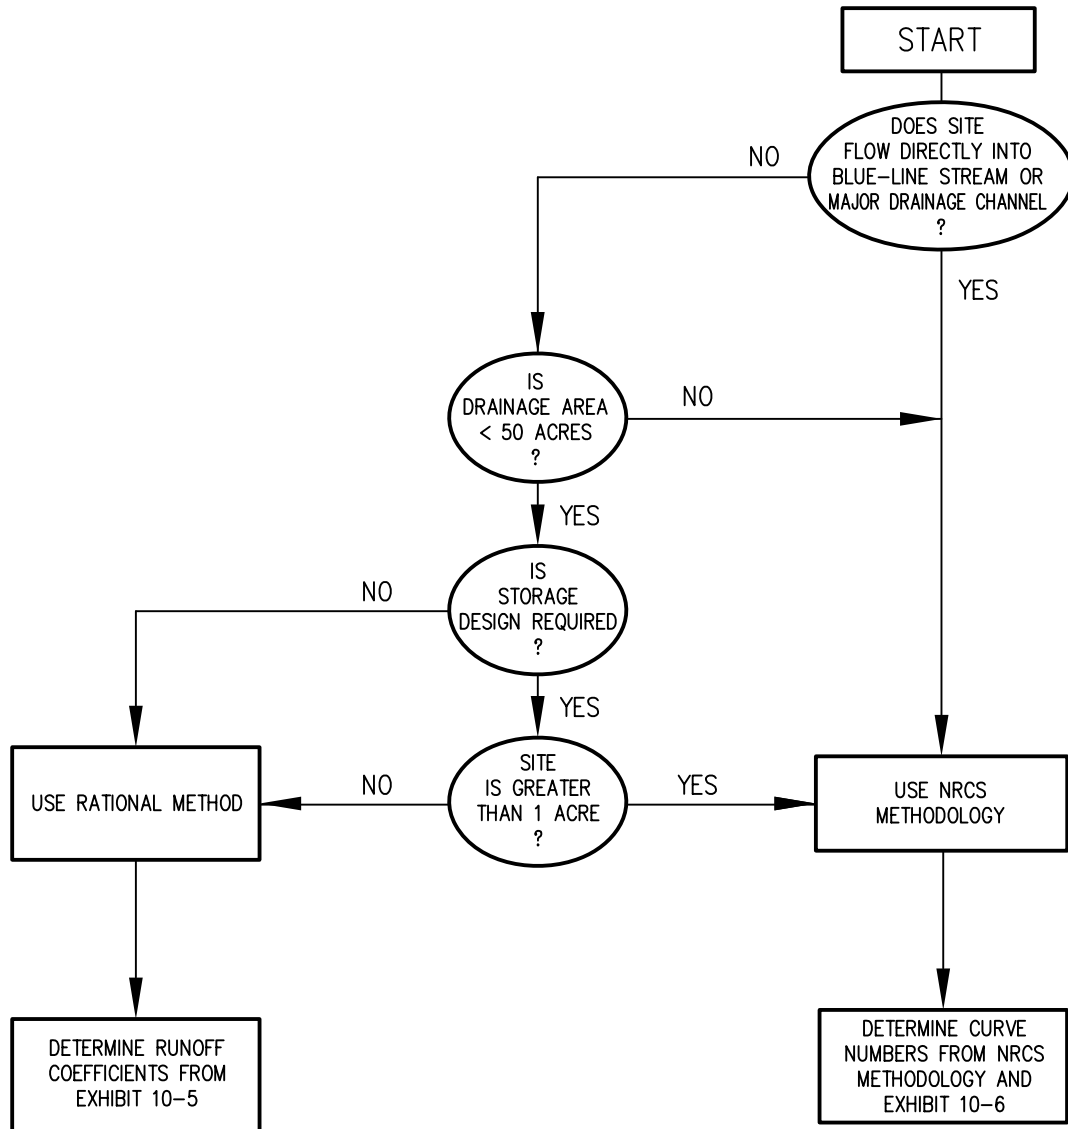 START
DOES SITE
FLOW DIRECTLY INTO
BLUE-LINE STREAM OR
MAJOR DRAINAGE CHANNEL
?
NO
YES
IS
DRAINAGE AREA
< 50 ACRES
?
NO
YES
IS
STORAGE
DESIGN REQUIRED
?
NO
YES
SITE
IS GREATER
THAN 1 ACRE
?
NO
YES
USE RATIONAL METHOD
USE NRCS
METHODOLOGY
DETERMINE RUNOFF
COEFFICIENTS FROM
EXHIBIT 10-5
DETERMINE CURVE
NUMBERS FROM NRCS
METHODOLOGY AND
EXHIBIT 10-6